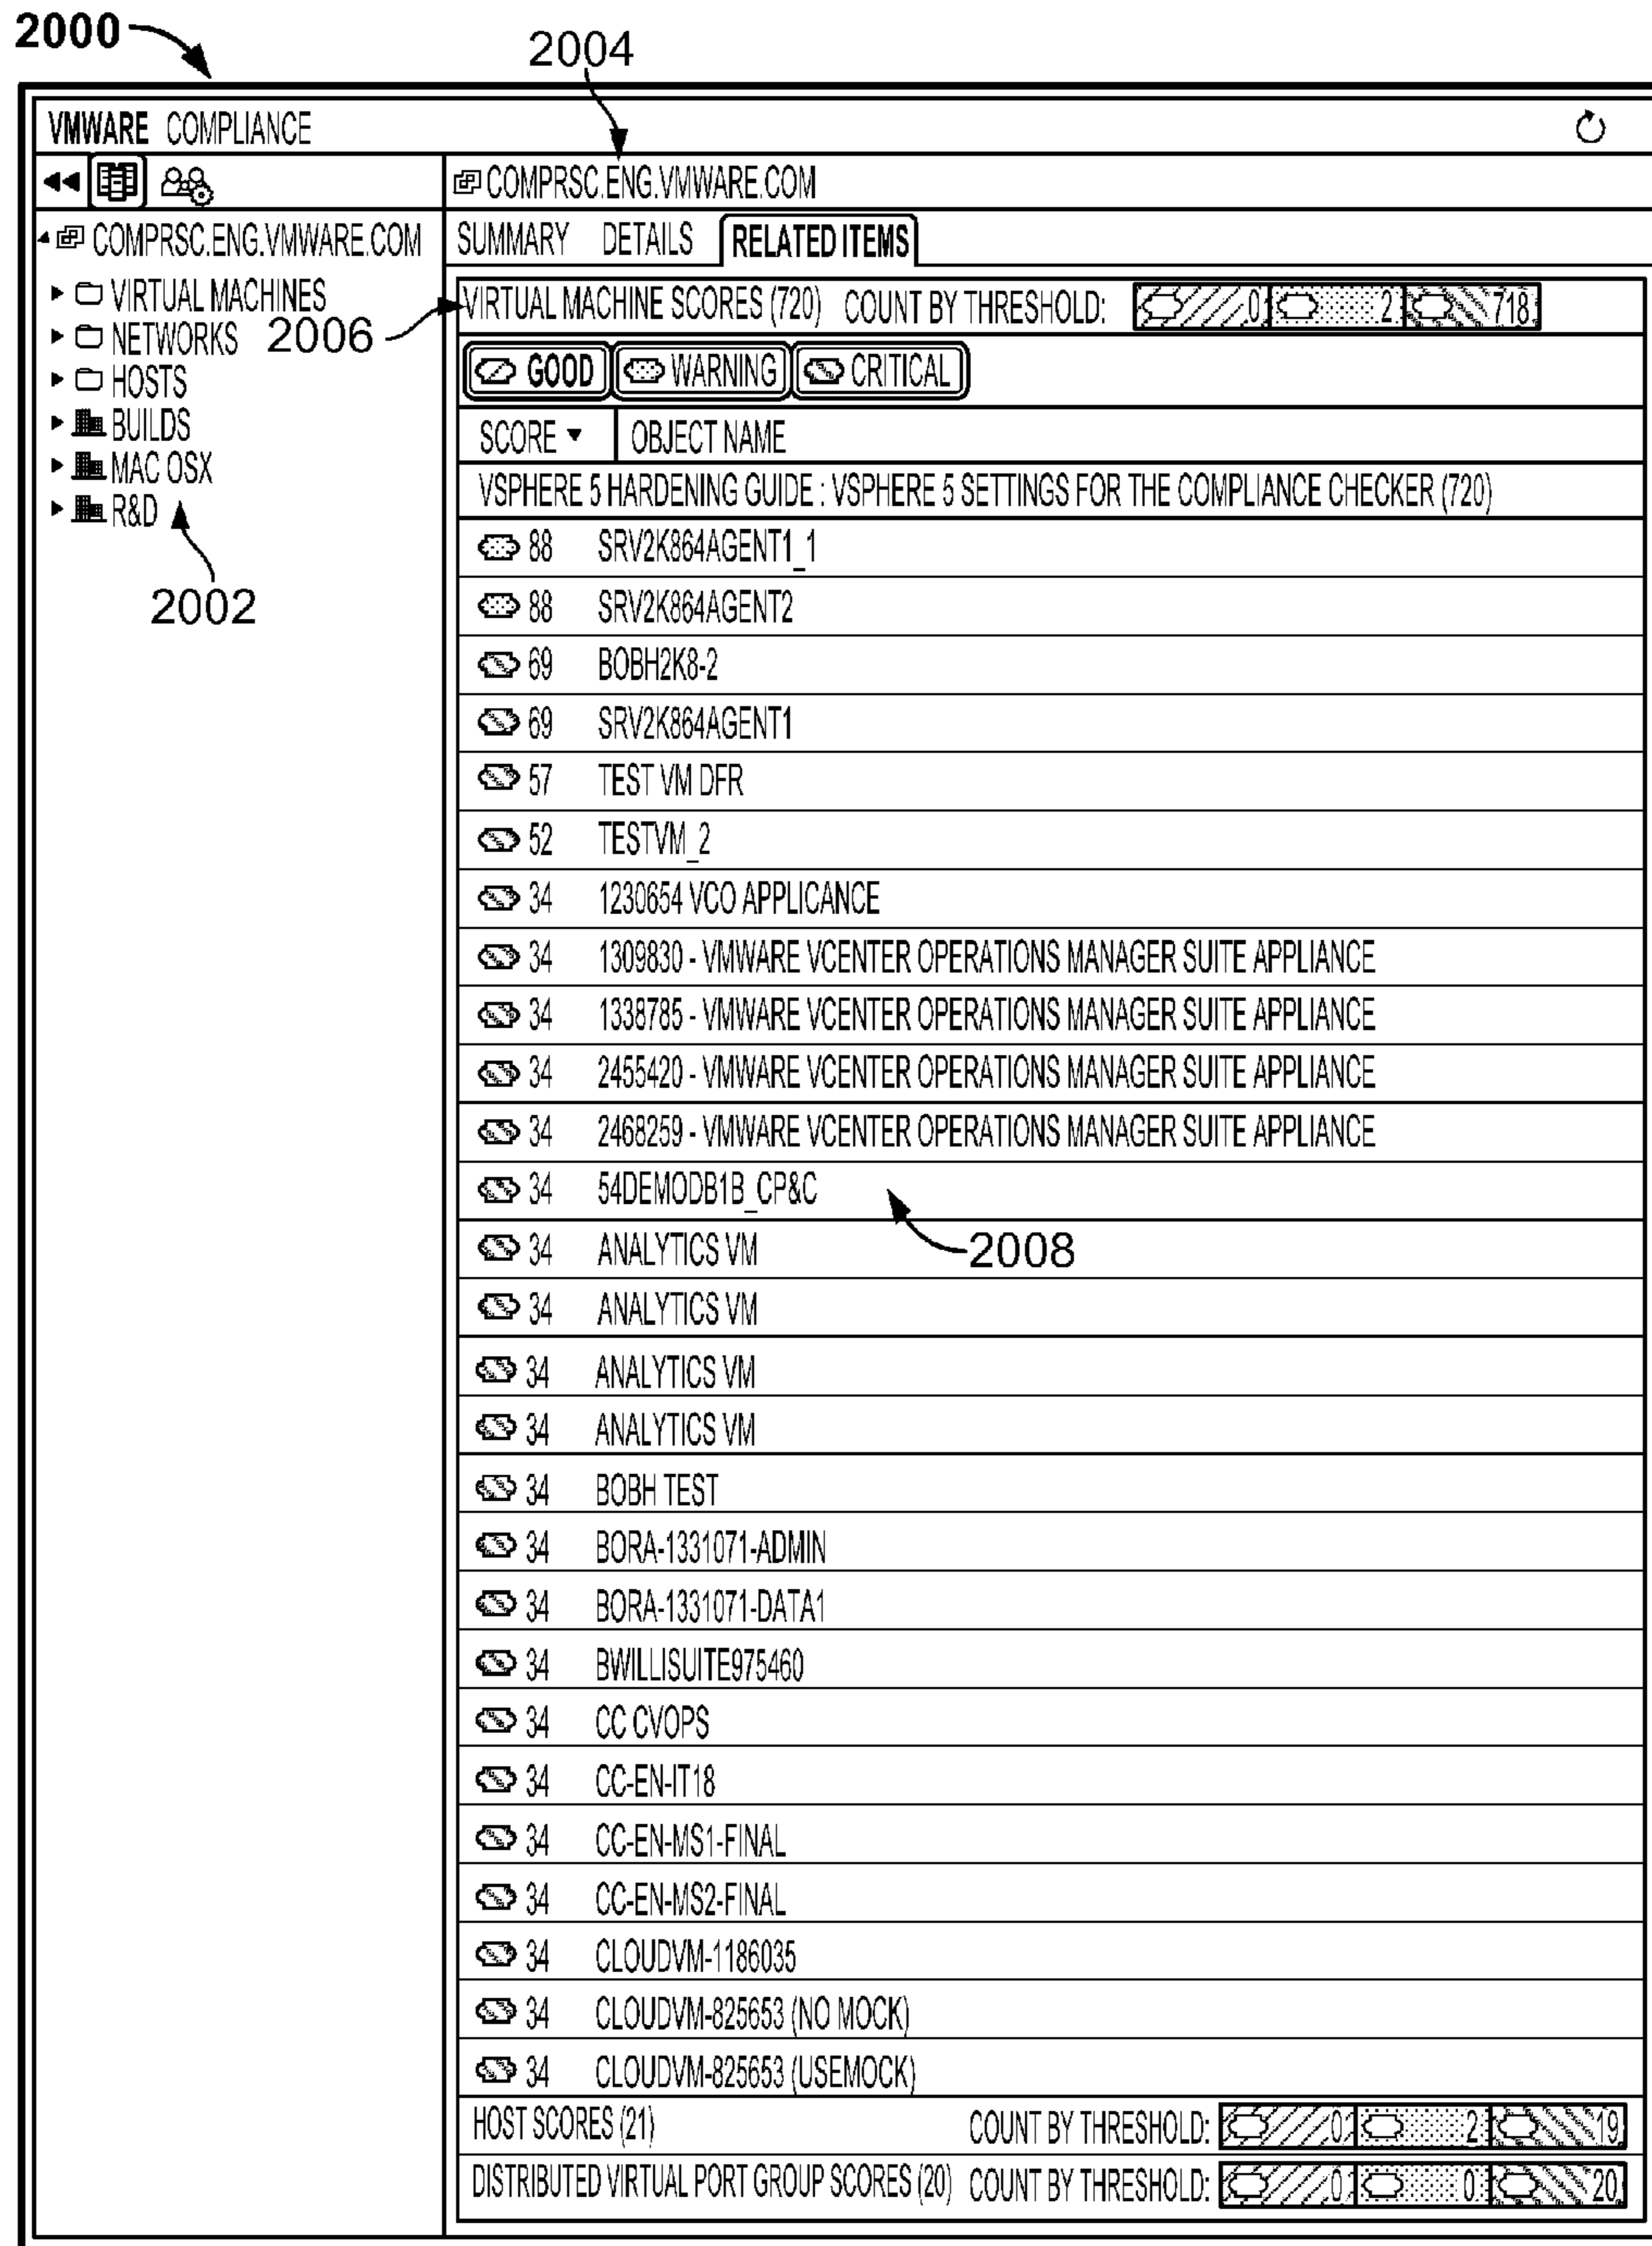 2000
2004
VMWARE COMPLIANCE
COMPRSC.ENG.VMWARE.COM
COMPRSC.ENG.VMWARE.COM
VIRTUAL MACHINES
NETWORKS
HOSTS
BUILDS
MAC OSX
R&D
2002
2006
SUMMARY DETAILS RELATED ITEMS
VIRTUAL MACHINE SCORES (720) COUNT BY THRESHOLD: 0 2 718
GOOD WARNING CRITICAL
SCORE OBJECT NAME
VSPHERE 5 HARDENING GUIDE : VSPHERE 5 SETTINGS FOR THE COMPLIANCE CHECKER (720)
88 SRV2K864AGENT1_1
88 SRV2K864AGENT2
69 BOBH2K8-2
69 SRV2K864AGENT1
57 TEST VM DFR
52 TESTVM_2
34 1230654 VCO APPLICANCE
34 1309830 - VMWARE VCENTER OPERATIONS MANAGER SUITE APPLIANCE
34 1338785 - VMWARE VCENTER OPERATIONS MANAGER SUITE APPLIANCE
34 2455420 - VMWARE VCENTER OPERATIONS MANAGER SUITE APPLIANCE
34 2468259 - VMWARE VCENTER OPERATIONS MANAGER SUITE APPLIANCE
34 54DEMODB1B_CP&C
34 ANALYTICS VM
2008
34 ANALYTICS VM
34 ANALYTICS VM
34 ANALYTICS VM
34 BOBH TEST
34 BORA-1331071-ADMIN
34 BORA-1331071-DATA1
34 BWILLISUITE975460
34 CC CVOPS
34 CC-EN-IT18
34 CC-EN-MS1-FINAL
34 CC-EN-MS2-FINAL
34 CLOUDVM-1186035
34 CLOUDVM-825653 (NO MOCK)
34 CLOUDVM-825653 (USEMOCK)
HOST SCORES (21) COUNT BY THRESHOLD: 0 2 19
DISTRIBUTED VIRTUAL PORT GROUP SCORES (20) COUNT BY THRESHOLD: 0 0 20